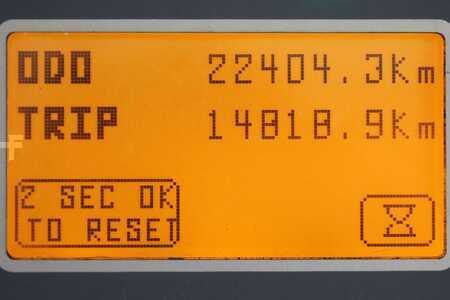 ODO 22404.3Km
TRIP 14818.9Km
2 SEC OK
TO RESET